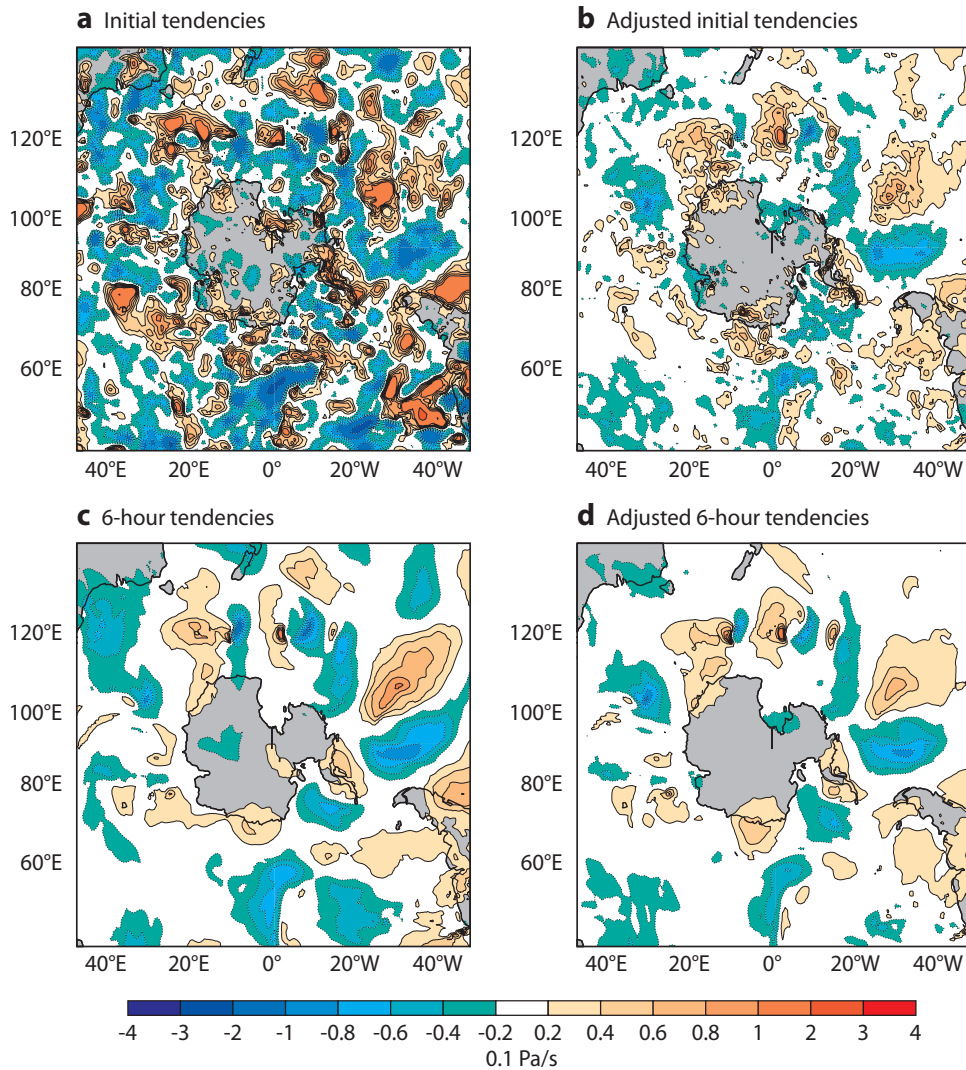 a Initial tendencies
b Adjusted initial tendencies
120°E
100°E
80°E
60°E
40°E 20°E 0° 20°W 40°W
120°E
100°E
80°E
60°E
40°E 20°E 0° 20°W 40°W
c 6-hour tendencies
d Adjusted 6-hour tendencies
120°E
100°E
80°E
60°E
40°E 20°E 0° 20°W 40°W
120°E
100°E
80°E
60°E
40°E 20°E 0° 20°W 40°W
-4 -3 -2 -1 -0.8 -0.6 -0.4 -0.2 0.2 0.4 0.6 0.8 1 2 3 4
0.1 Pa/s